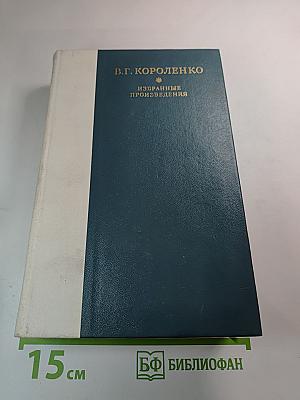 В.Г. КОРОЛЕНКО
ИЗБРАННЫЕ
ПРОИЗВЕДЕНИЯ
15 см
БФ БИБЛИОФАН